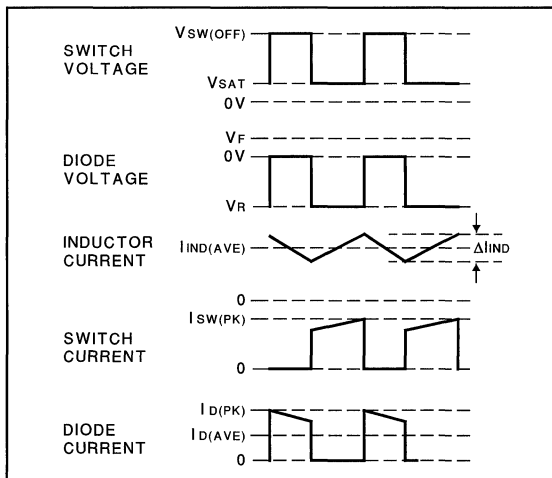 VSW(OFF)
SWITCH
VOLTAGE
VSAT
0V
VF
0V
DIODE
VOLTAGE
VR
INDUCTOR
CURRENT
IIND(AVE)
ΔIIND
0
ISW(PK)
SWITCH
CURRENT
0
ID(PK)
DIODE
CURRENT
ID(AVE)
0